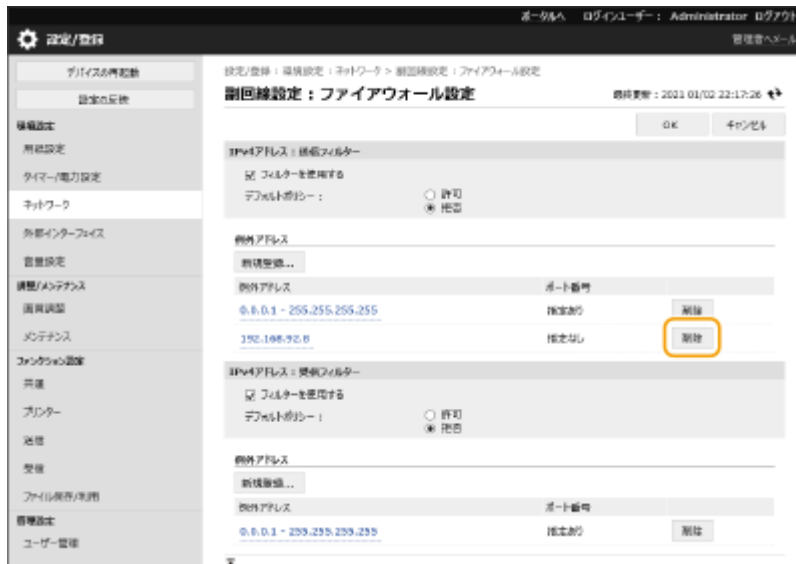 ポータルへ ログインユーザー： Administrator ログアウト
設定/登録
管理者へメール
デバイスの再起動
設定の反映
設定/登録：環境設定：ネットワーク > 副回線設定：ファイアウォール設定
副回線設定：ファイアウォール設定
最終更新：2021 01/02 22:17:26
OK キャンセル
環境設定
用紙設定
タイマー/電力設定
ネットワーク
外部インターフェイス
音量設定
調整/メンテナンス
画質調整
メンテナンス
ファンクション設定
共通
プリンター
送信
受信
ファイル保存/利用
管理設定
ユーザー管理
IPv4アドレス：送信フィルター
フィルターを使用する
デフォルトポリシー：
許可
拒否
例外アドレス
新規登録...
例外アドレス ポート番号
0.0.0.1 - 255.255.255.255 指定あり 削除
192.168.92.8 指定なし 削除
IPv4アドレス：受信フィルター
フィルターを使用する
デフォルトポリシー：
許可
拒否
例外アドレス
新規登録...
例外アドレス ポート番号
0.0.0.1 - 255.255.255.255 指定あり 削除